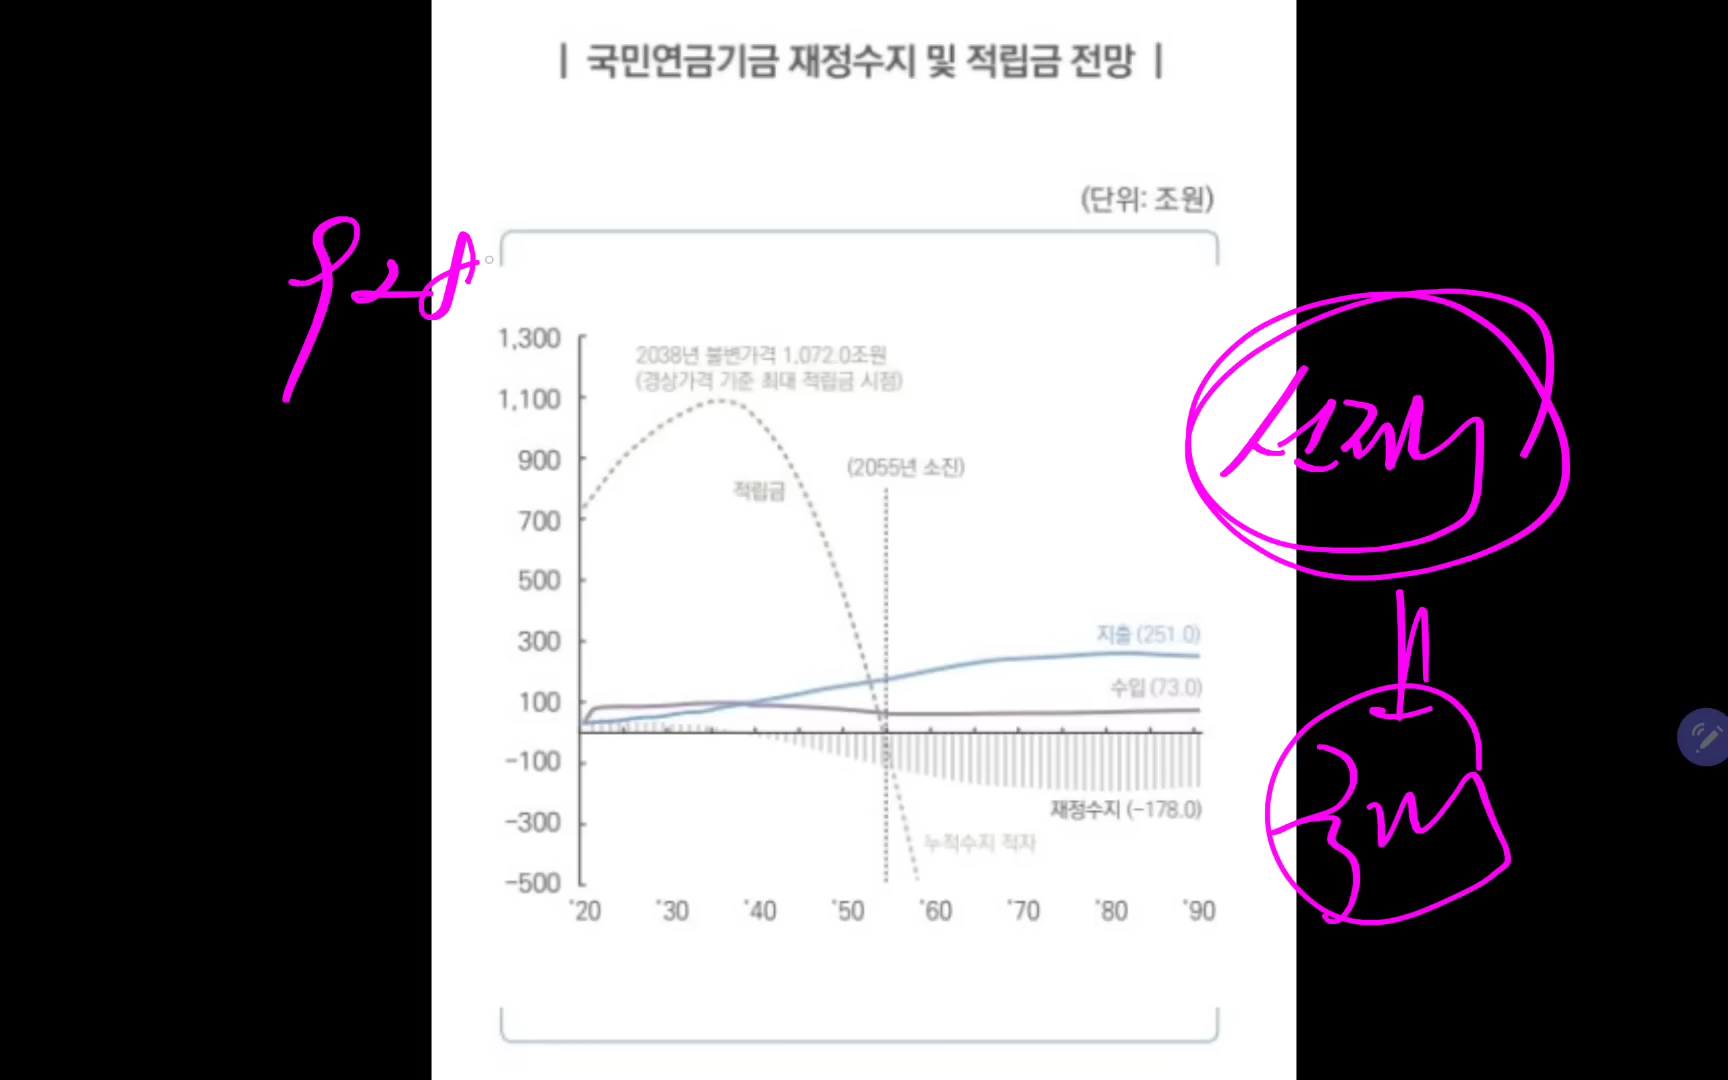 | 국민연금기금 재정수지 및 적립금 전망 |
(단위: 조원)
1,300
2038년 불변가격 1,072.0조원
(경상가격 기준 최대 적립금 시점)
1,100
900
(2055년 소진)
적립금
700
500
300
지출 (251.0)
수입 (73.0)
100
-100
재정수지 (-178.0)
-300
누적수지 적자
-500
'20 '30 '40 '50 '60 '70 '80 '90